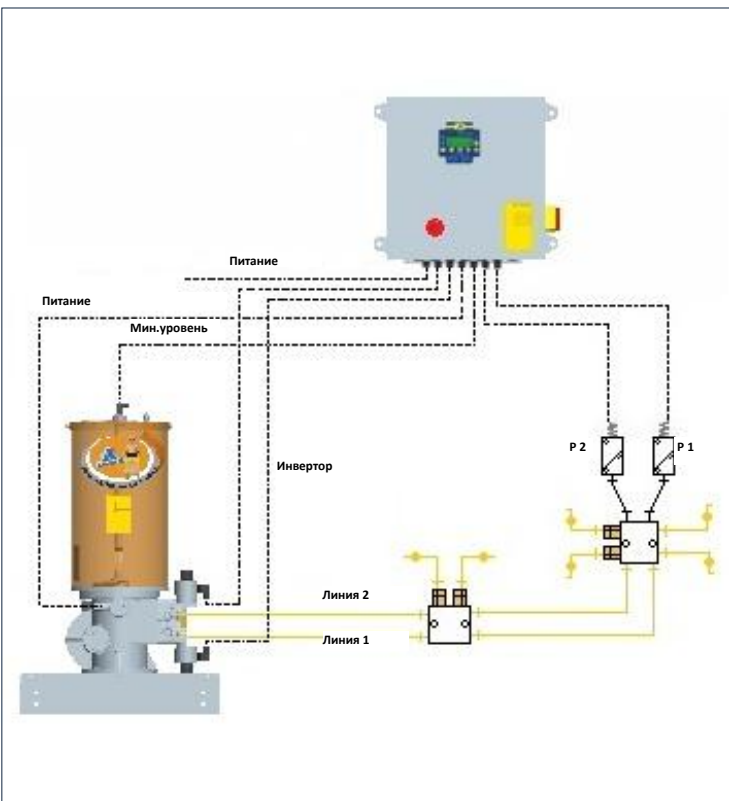 Питание
Питание
Мин.уровень
P 2
P 1
Инвертор
Линия 2
Линия 1